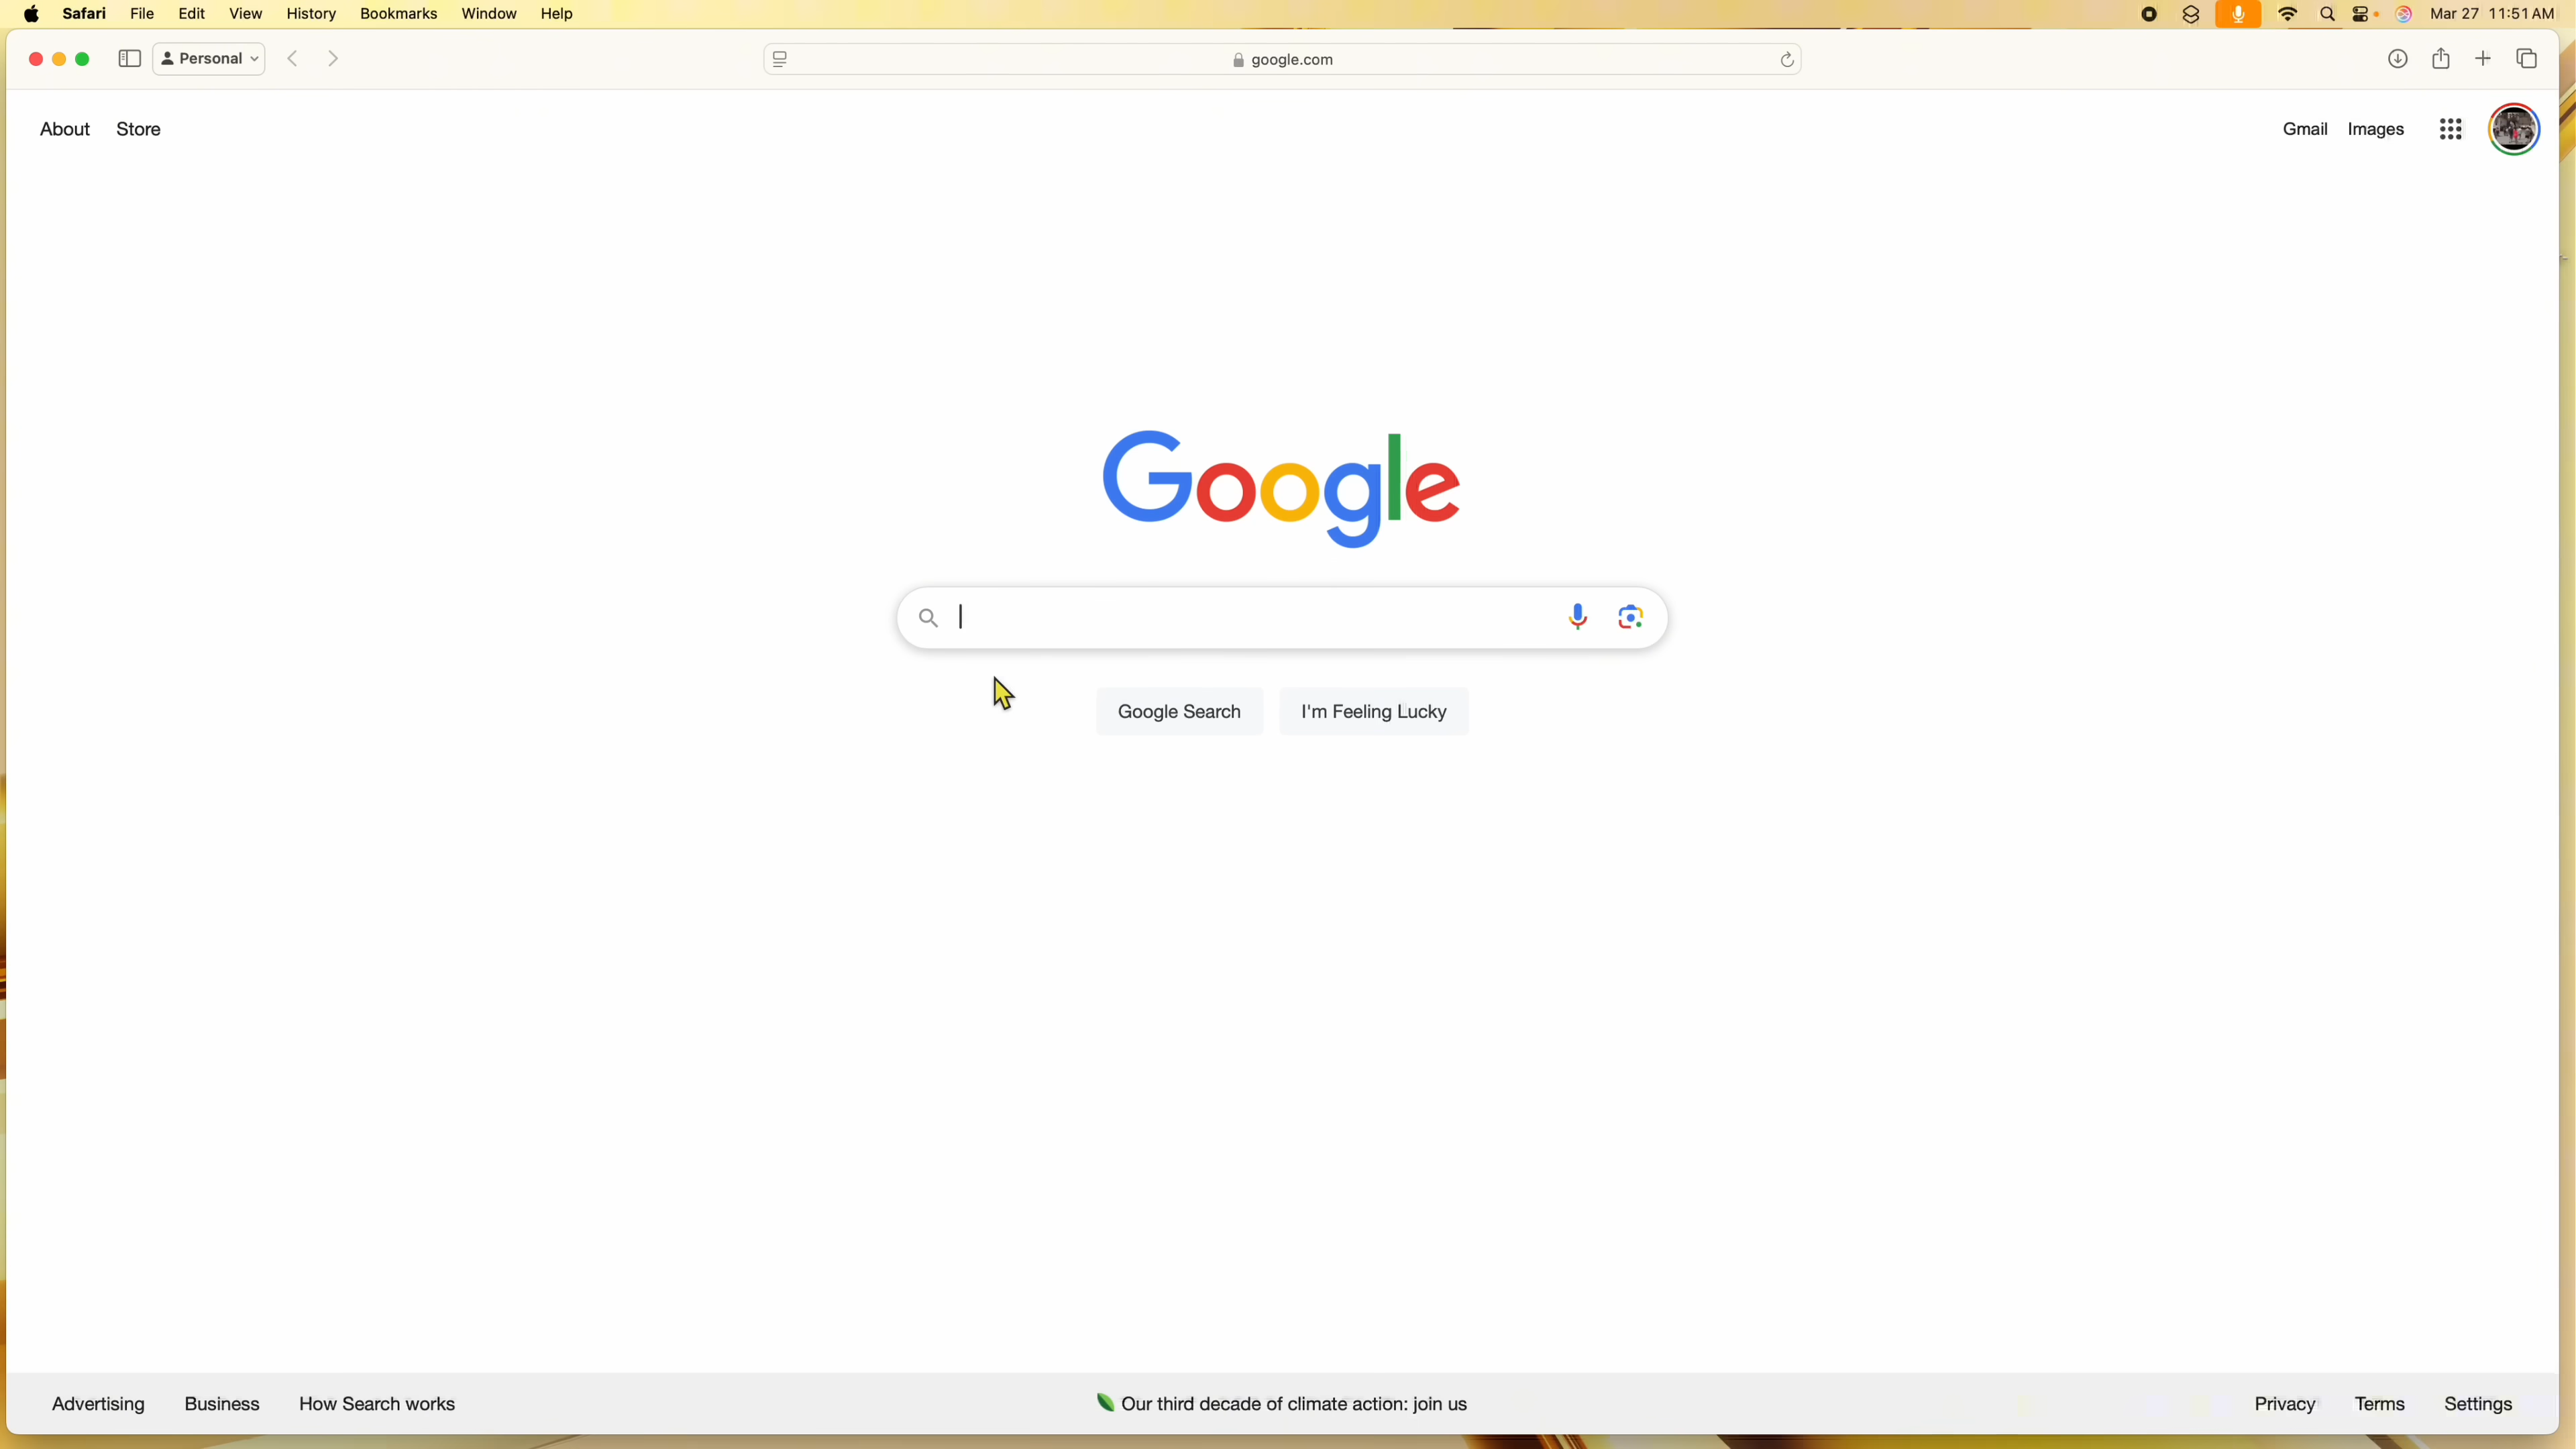 Safari File Edit View History Bookmarks Window Help Mar 27 11:51 AM
Personal google.com
About Store Gmail Images
Google
Google Search I'm Feeling Lucky
Advertising Business How Search works Our third decade of climate action: join us Privacy Terms Settings